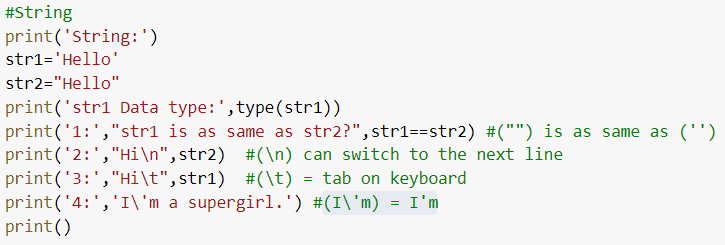 #String
print('String:')
str1='Hello'
str2="Hello"
print('str1 Data type:',type(str1))
print('1:',"str1 is as same as str2?",str1==str2) #("") is as same as ('')
print('2:',"Hi\n",str2)  #(\n) can switch to the next line
print('3:',"Hi\t",str1)  #(\t) = tab on keyboard
print('4:','I\'m a supergirl.') #(I\'m) = I'm
print()